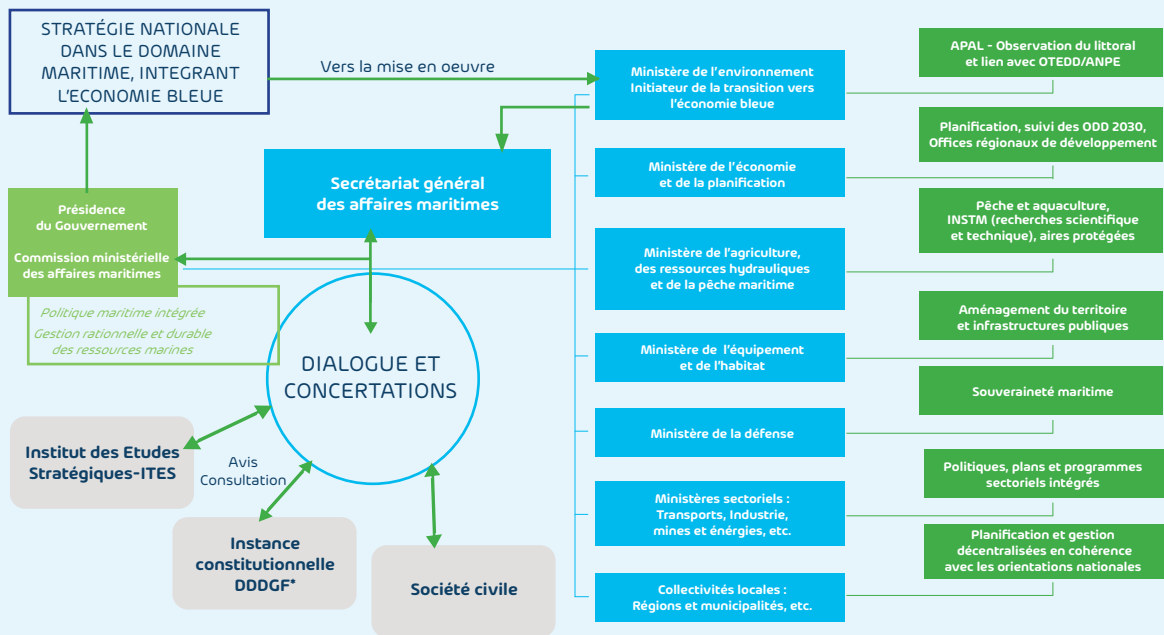 STRATÉGIE NATIONALE
DANS LE DOMAINE
MARITIME, INTEGRANT
L'ECONOMIE BLEUE
Vers la mise en oeuvre
Présidence
du Gouvernement
Commission ministérielle
des affaires maritimes
Politique maritime intégrée
Gestion rationnelle et durable
des ressources marines
Secrétariat général
des affaires maritimes
DIALOGUE ET
CONCERTATIONS
Institut des Etudes
Stratégiques-ITES
Avis
Consultation
Instance
constitutionnelle
DDDGF*
Société civile
Ministère de l'environnement
Initiateur de la transition vers
l'économie bleue
Ministère de l'économie
et de la planification
Ministère de l'agriculture,
des ressources hydrauliques
et de la pêche maritime
Ministère de l'équipement
et de l'habitat
Ministère de la défense
Ministères sectoriels :
Transports, Industrie,
mines et énérgies, etc.
Collectivités locales :
Régions et municipalités, etc.
APAL - Observation du littoral
et lien avec OTEDD/ANPE
Planification, suivi des ODD 2030,
Offices régionaux de développement
Pêche et aquaculture,
INSTM (recherches scientifique
et technique), aires protégées
Aménagement du territoire
et infrastructures publiques
Souveraineté maritime
Politiques, plans et programmes
sectoriels intégrés
Planification et gestion
décentralisées en cohérence
avec les orientations nationales